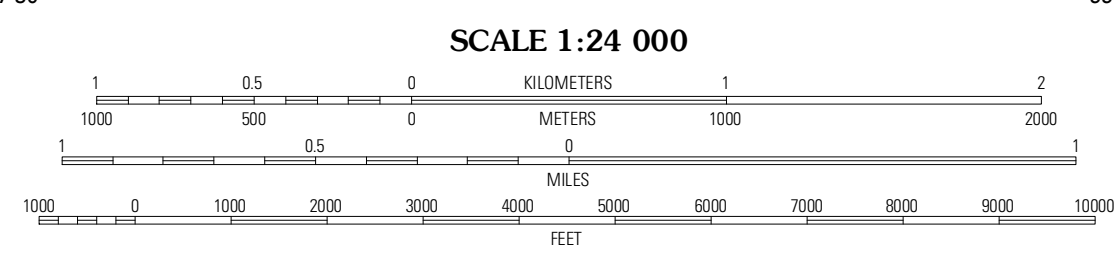 SCALE 1:24 000
1 0.5 0 KILOMETERS 1 2
1000 500 0 METERS 1000 2000
1 0.5 0 1
MILES
1000 0 1000 2000 3000 4000 5000 6000 7000 8000 9000 10000
FEET